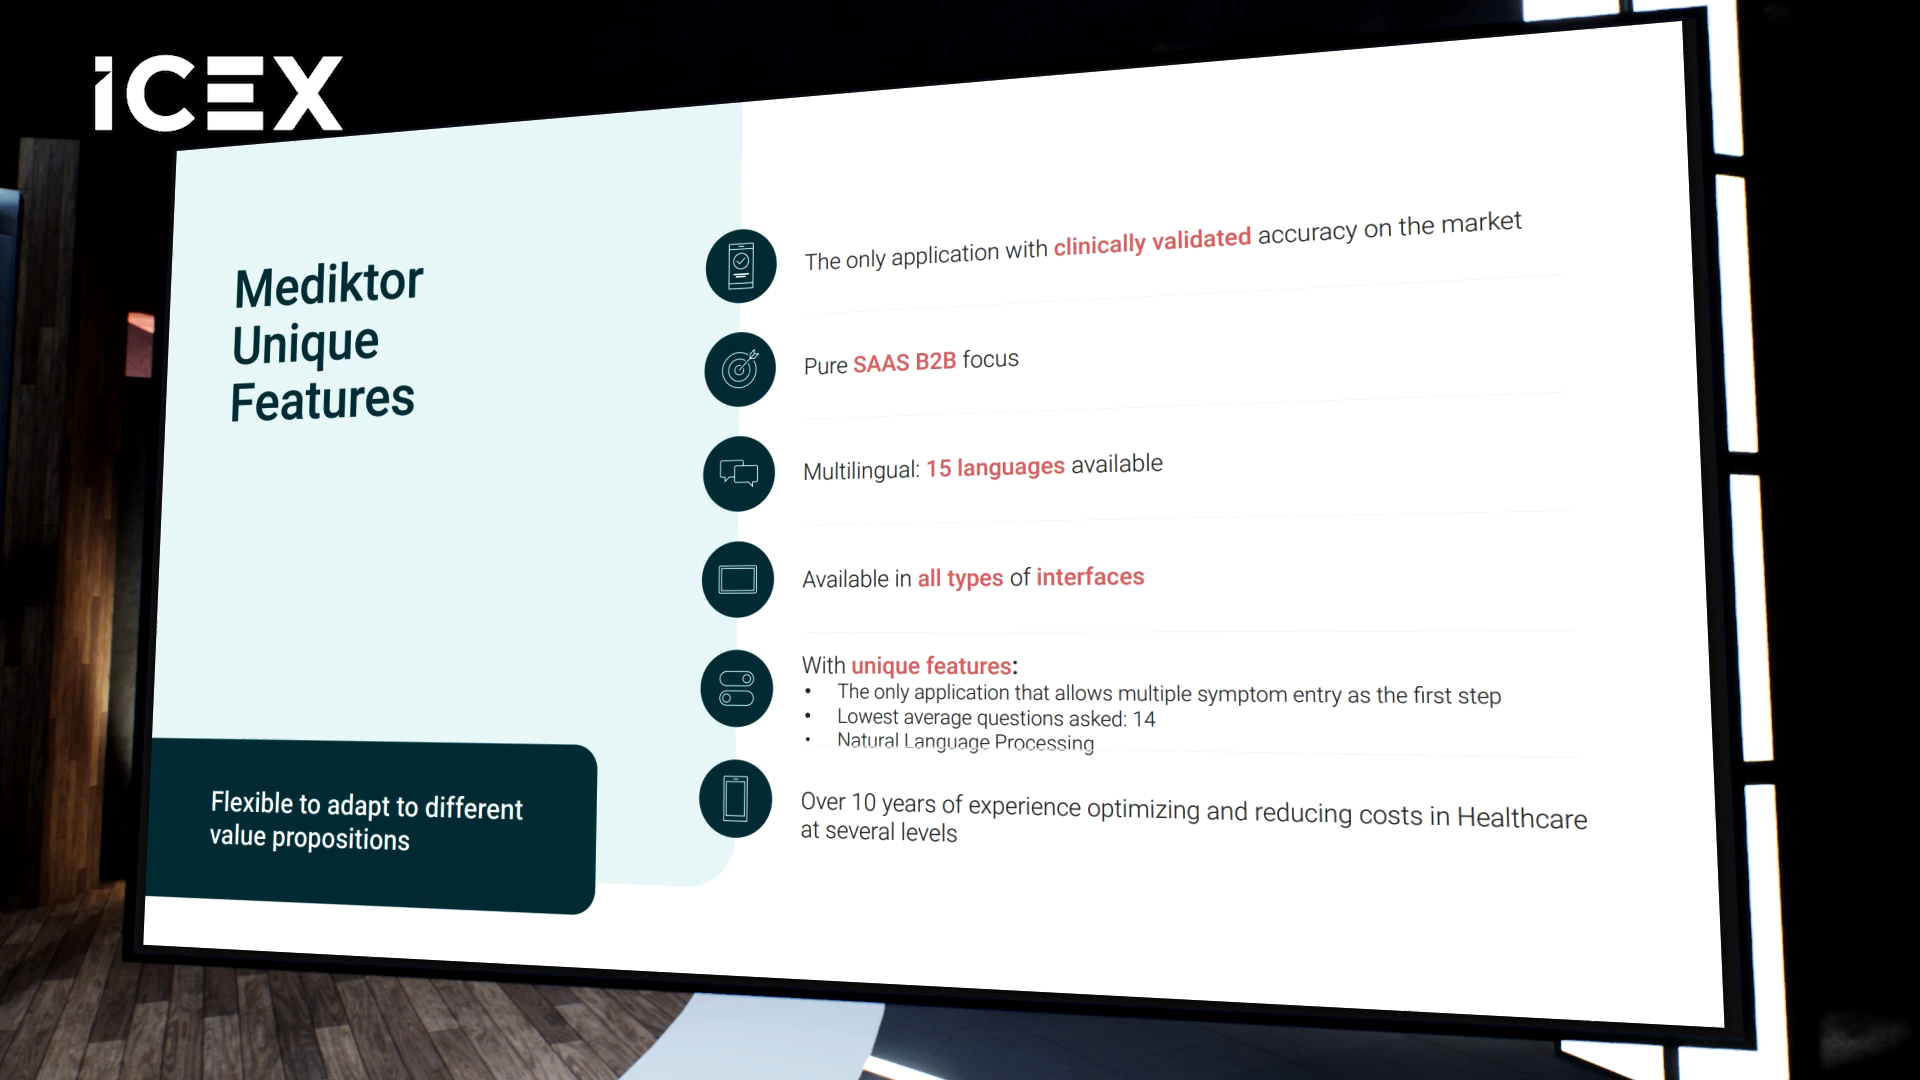 iCEX
Mediktor
Unique
Features
Flexible to adapt to different
value propositions
The only application with clinically validated accuracy on the market
Pure SAAS B2B focus
Multilingual: 15 languages available
Available in all types of interfaces
With unique features:
• The only application that allows multiple symptom entry as the first step
• Lowest average questions asked: 14
• Natural Language Processing
Over 10 years of experience optimizing and reducing costs in Healthcare
at several levels